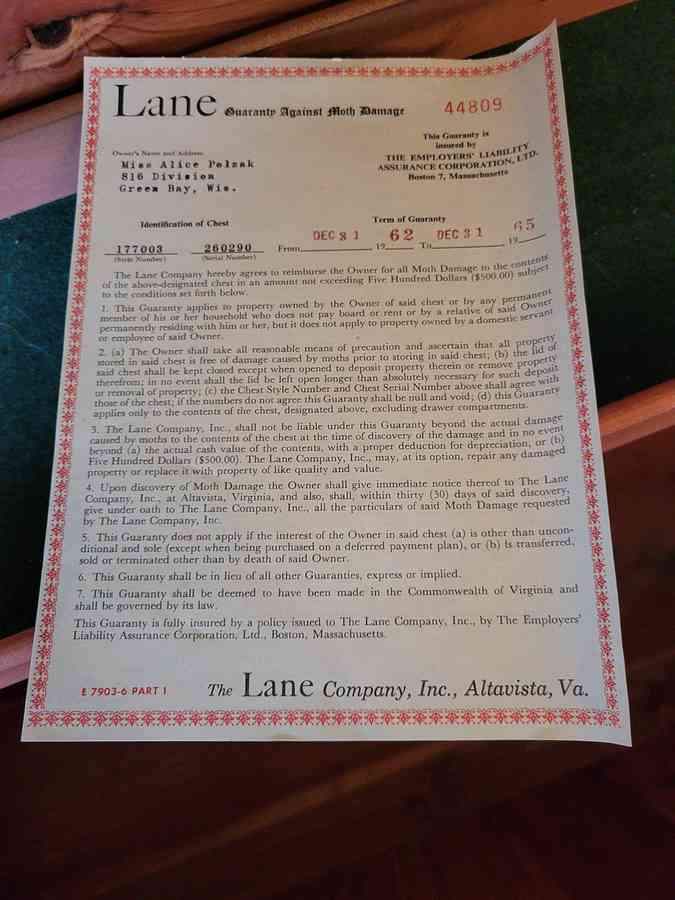 Lane Guaranty Against Moth Damage 44809
This Guaranty is
insured by
THE EMPLOYERS' LIABILITY
ASSURANCE CORPORATION, LTD.
Boston 7, Massachusetts
Owner's Name and Address
Miss Alice Polzak
816 Division
Green Bay, Wis.
Identification of Chest
Term of Guaranty
177003 260290 From DEC 31 1962 To DEC 31 1965
(Style Number) (Serial Number)
The Lane Company hereby agrees to reimburse the Owner for all Moth Damage to the contents
of the above-designated chest in an amount not exceeding Five Hundred Dollars ($500.00) subject
to the conditions set forth below.
1. This Guaranty applies to property owned by the Owner of said chest or by any permanent
member of his or her household who does not pay board or rent or by a relative of said Owner
permanently residing with him or her, but it does not apply to property owned by a domestic servant
or employee of said Owner.
2. (a) The Owner shall take all reasonable means of precaution and ascertain that all property
stored in said chest is free of damage caused by moths prior to storing in said chest; (b) the lid of
said chest shall be kept closed except when opened to deposit property therein or remove property
therefrom; in no event shall the lid be left open longer than absolutely necessary for such deposit
or removal of property; (c) the Chest Style Number and Chest Serial Number above shall agree with
those of the chest; if the numbers do not agree this Guaranty shall be null and void; (d) this Guaranty
applies only to the contents of the chest, designated above, excluding drawer compartments.
3. The Lane Company, Inc., shall not be liable under this Guaranty beyond the actual damage
caused by moths to the contents of the chest at the time of discovery of the damage and in no event
beyond (a) the actual cash value of the contents, with a proper deduction for depreciation, or (b)
Five Hundred Dollars ($500.00). The Lane Company, Inc., may, at its option, repair any damaged
property or replace it with property of like quality and value.
4. Upon discovery of Moth Damage the Owner shall give immediate notice thereof to The Lane
Company, Inc., at Altavista, Virginia, and also, shall, within thirty (30) days of said discovery,
give under oath to The Lane Company, Inc., all the particulars of said Moth Damage requested
by The Lane Company, Inc.
5. This Guaranty does not apply if the interest of the Owner in said chest (a) is other than uncon-
ditional and sole (except when being purchased on a deferred payment plan), or (b) is transferred,
sold or terminated other than by death of said Owner.
6. This Guaranty shall be in lieu of all other Guaranties, express or implied.
7. This Guaranty shall be deemed to have been made in the Commonwealth of Virginia and
shall be governed by its law.
This Guaranty is fully insured by a policy issued to The Lane Company, Inc., by The Employers'
Liability Assurance Corporation, Ltd., Boston, Massachusetts.
E 7903-6 PART 1 The Lane Company, Inc., Altavista, Va.